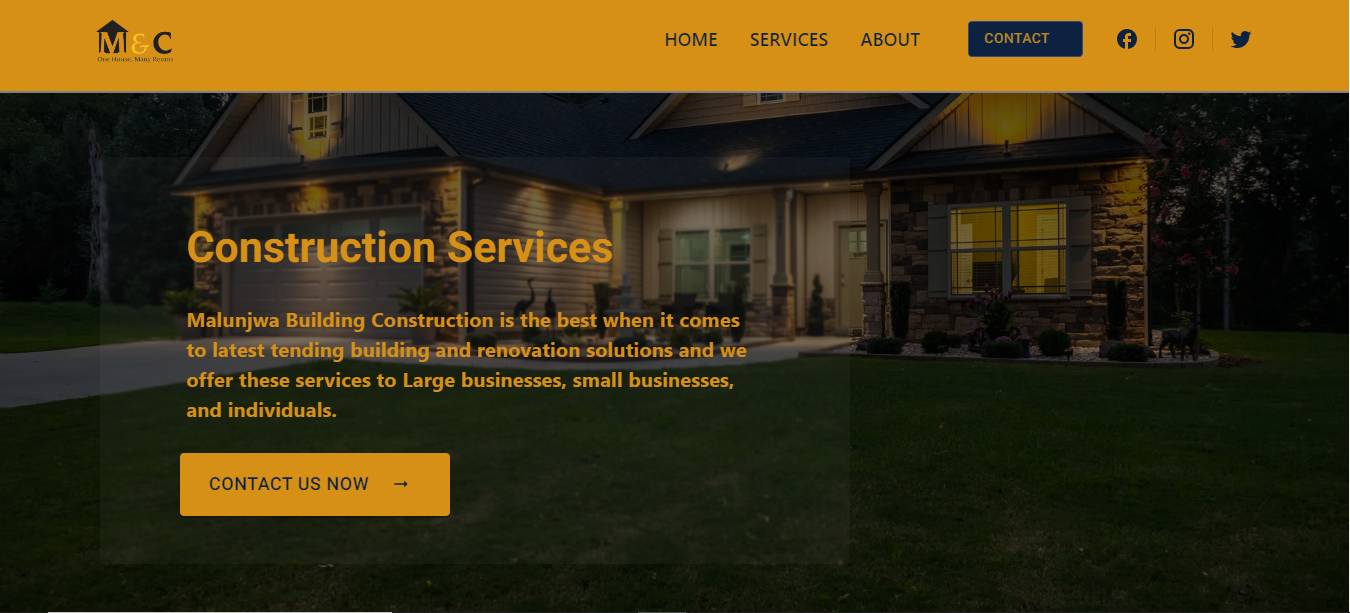 M & C
One House, Many Rooms
HOME SERVICES ABOUT CONTACT
Construction Services
Malunjwa Building Construction is the best when it comes
to latest tending building and renovation solutions and we
offer these services to Large businesses, small businesses,
and individuals.
CONTACT US NOW →